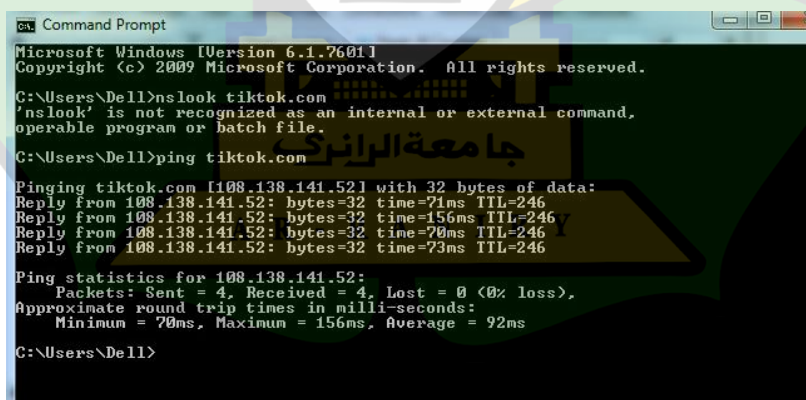 Command Prompt
Microsoft Windows [Version 6.1.7601]
Copyright (c) 2009 Microsoft Corporation.  All rights reserved.
C:\Users\Dell>nslook tiktok.com
'nslook' is not recognized as an internal or external command,
operable program or batch file.
C:\Users\Dell>ping tiktok.com
جامعةالرانري
Pinging tiktok.com [108.138.141.52] with 32 bytes of data:
Reply from 108.138.141.52: bytes=32 time=71ms TTL=246
Reply from 108.138.141.52: bytes=32 time=156ms TTL=246
Reply from 108.138.141.52: bytes=32 time=70ms TTL=246
Reply from 108.138.141.52: bytes=32 time=73ms TTL=246
Ping statistics for 108.138.141.52:
Packets: Sent = 4, Received = 4, Lost = 0 (0% loss),
Approximate round trip times in milli-seconds:
Minimum = 70ms, Maximum = 156ms, Average = 92ms
C:\Users\Dell>